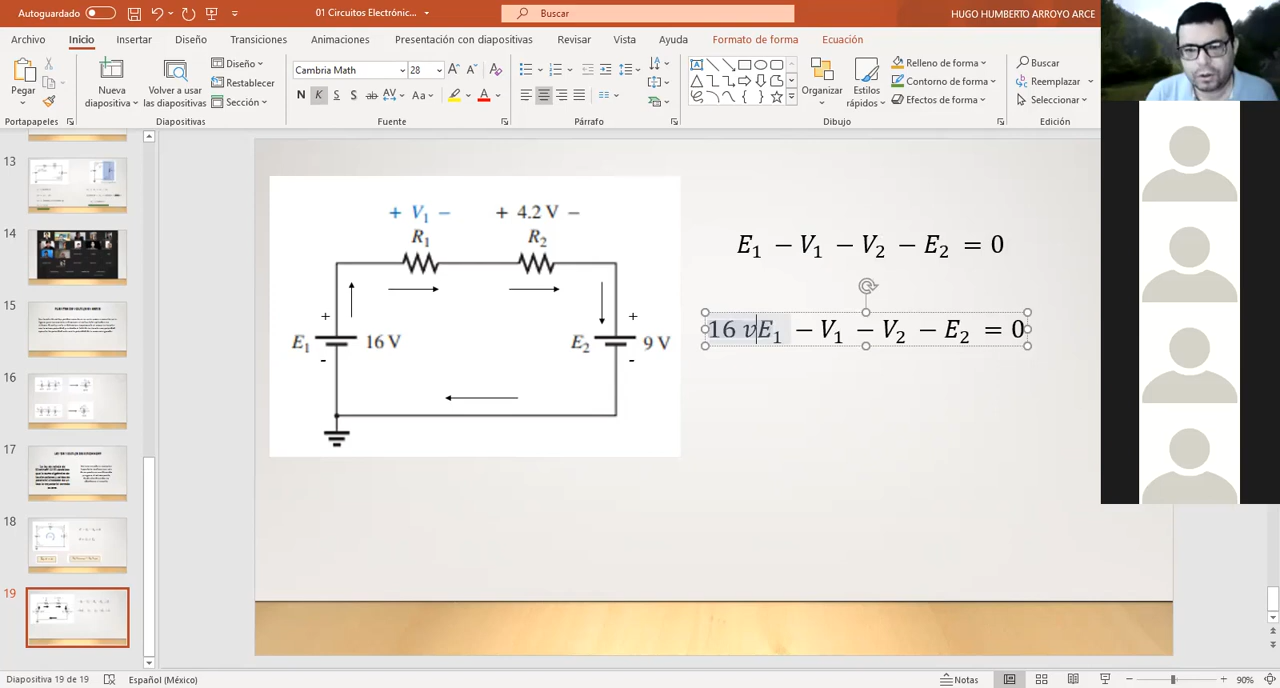 Autoguardado
01 Circuitos Electrónic...
Buscar
HUGO HUMBERTO ARROYO ARCE
Archivo Inicio Insertar Diseño Transiciones Animaciones Presentación con diapositivas Revisar Vista Ayuda Formato de forma Ecuación
Pegar
Nueva diapositiva
Volver a usar las diapositivas
Diseño
Restablecer
Sección
Cambria Math 28
N K S S ab AV Aa A
Organizar
Estilos rápidos
Relleno de forma
Contorno de forma
Efectos de forma
Buscar
Reemplazar
Seleccionar
Portapapeles Diapositivas Fuente Párrafo Dibujo Edición
13
14
15
16
17
18
19
+ V₁ − + 4.2 V −
R₁ R₂
+ +
E₁ 16 V E₂ 9 V
- -
E₁ − V₁ − V₂ − E₂ = 0
16 vE₁ − V₁ − V₂ − E₂ = 0
Diapositiva 19 de 19 Español (México) Notas 90%